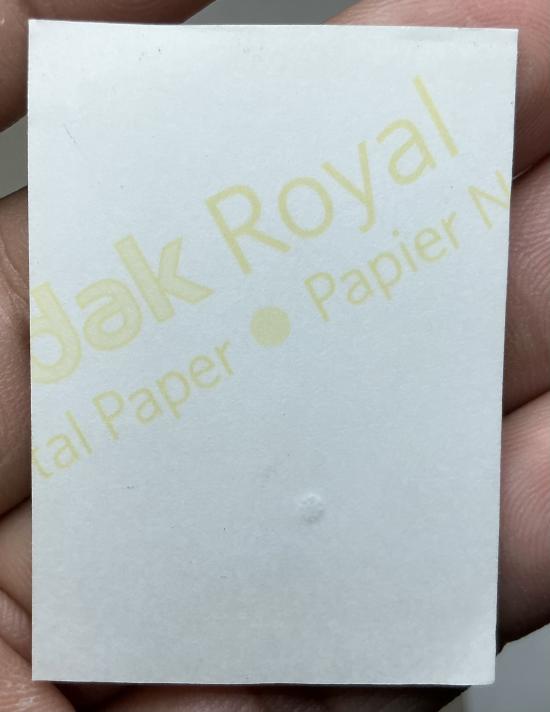 dak Royal
tal Paper ● Papier N